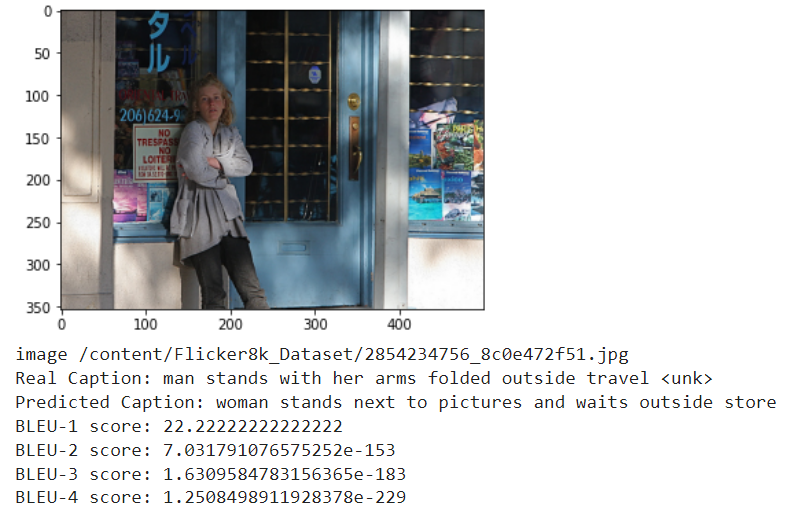 0
50
100
150
200
250
300
350
0 100 200 300 400
タ
ル
206)624-9
NO
TRESPASS
NO
LOITER
image /content/Flicker8k_Dataset/2854234756_8c0e472f51.jpg
Real Caption: man stands with her arms folded outside travel <unk>
Predicted Caption: woman stands next to pictures and waits outside store
BLEU-1 score: 22.22222222222222
BLEU-2 score: 7.031791076575252e-153
BLEU-3 score: 1.6309584783156365e-183
BLEU-4 score: 1.2508498911928378e-229